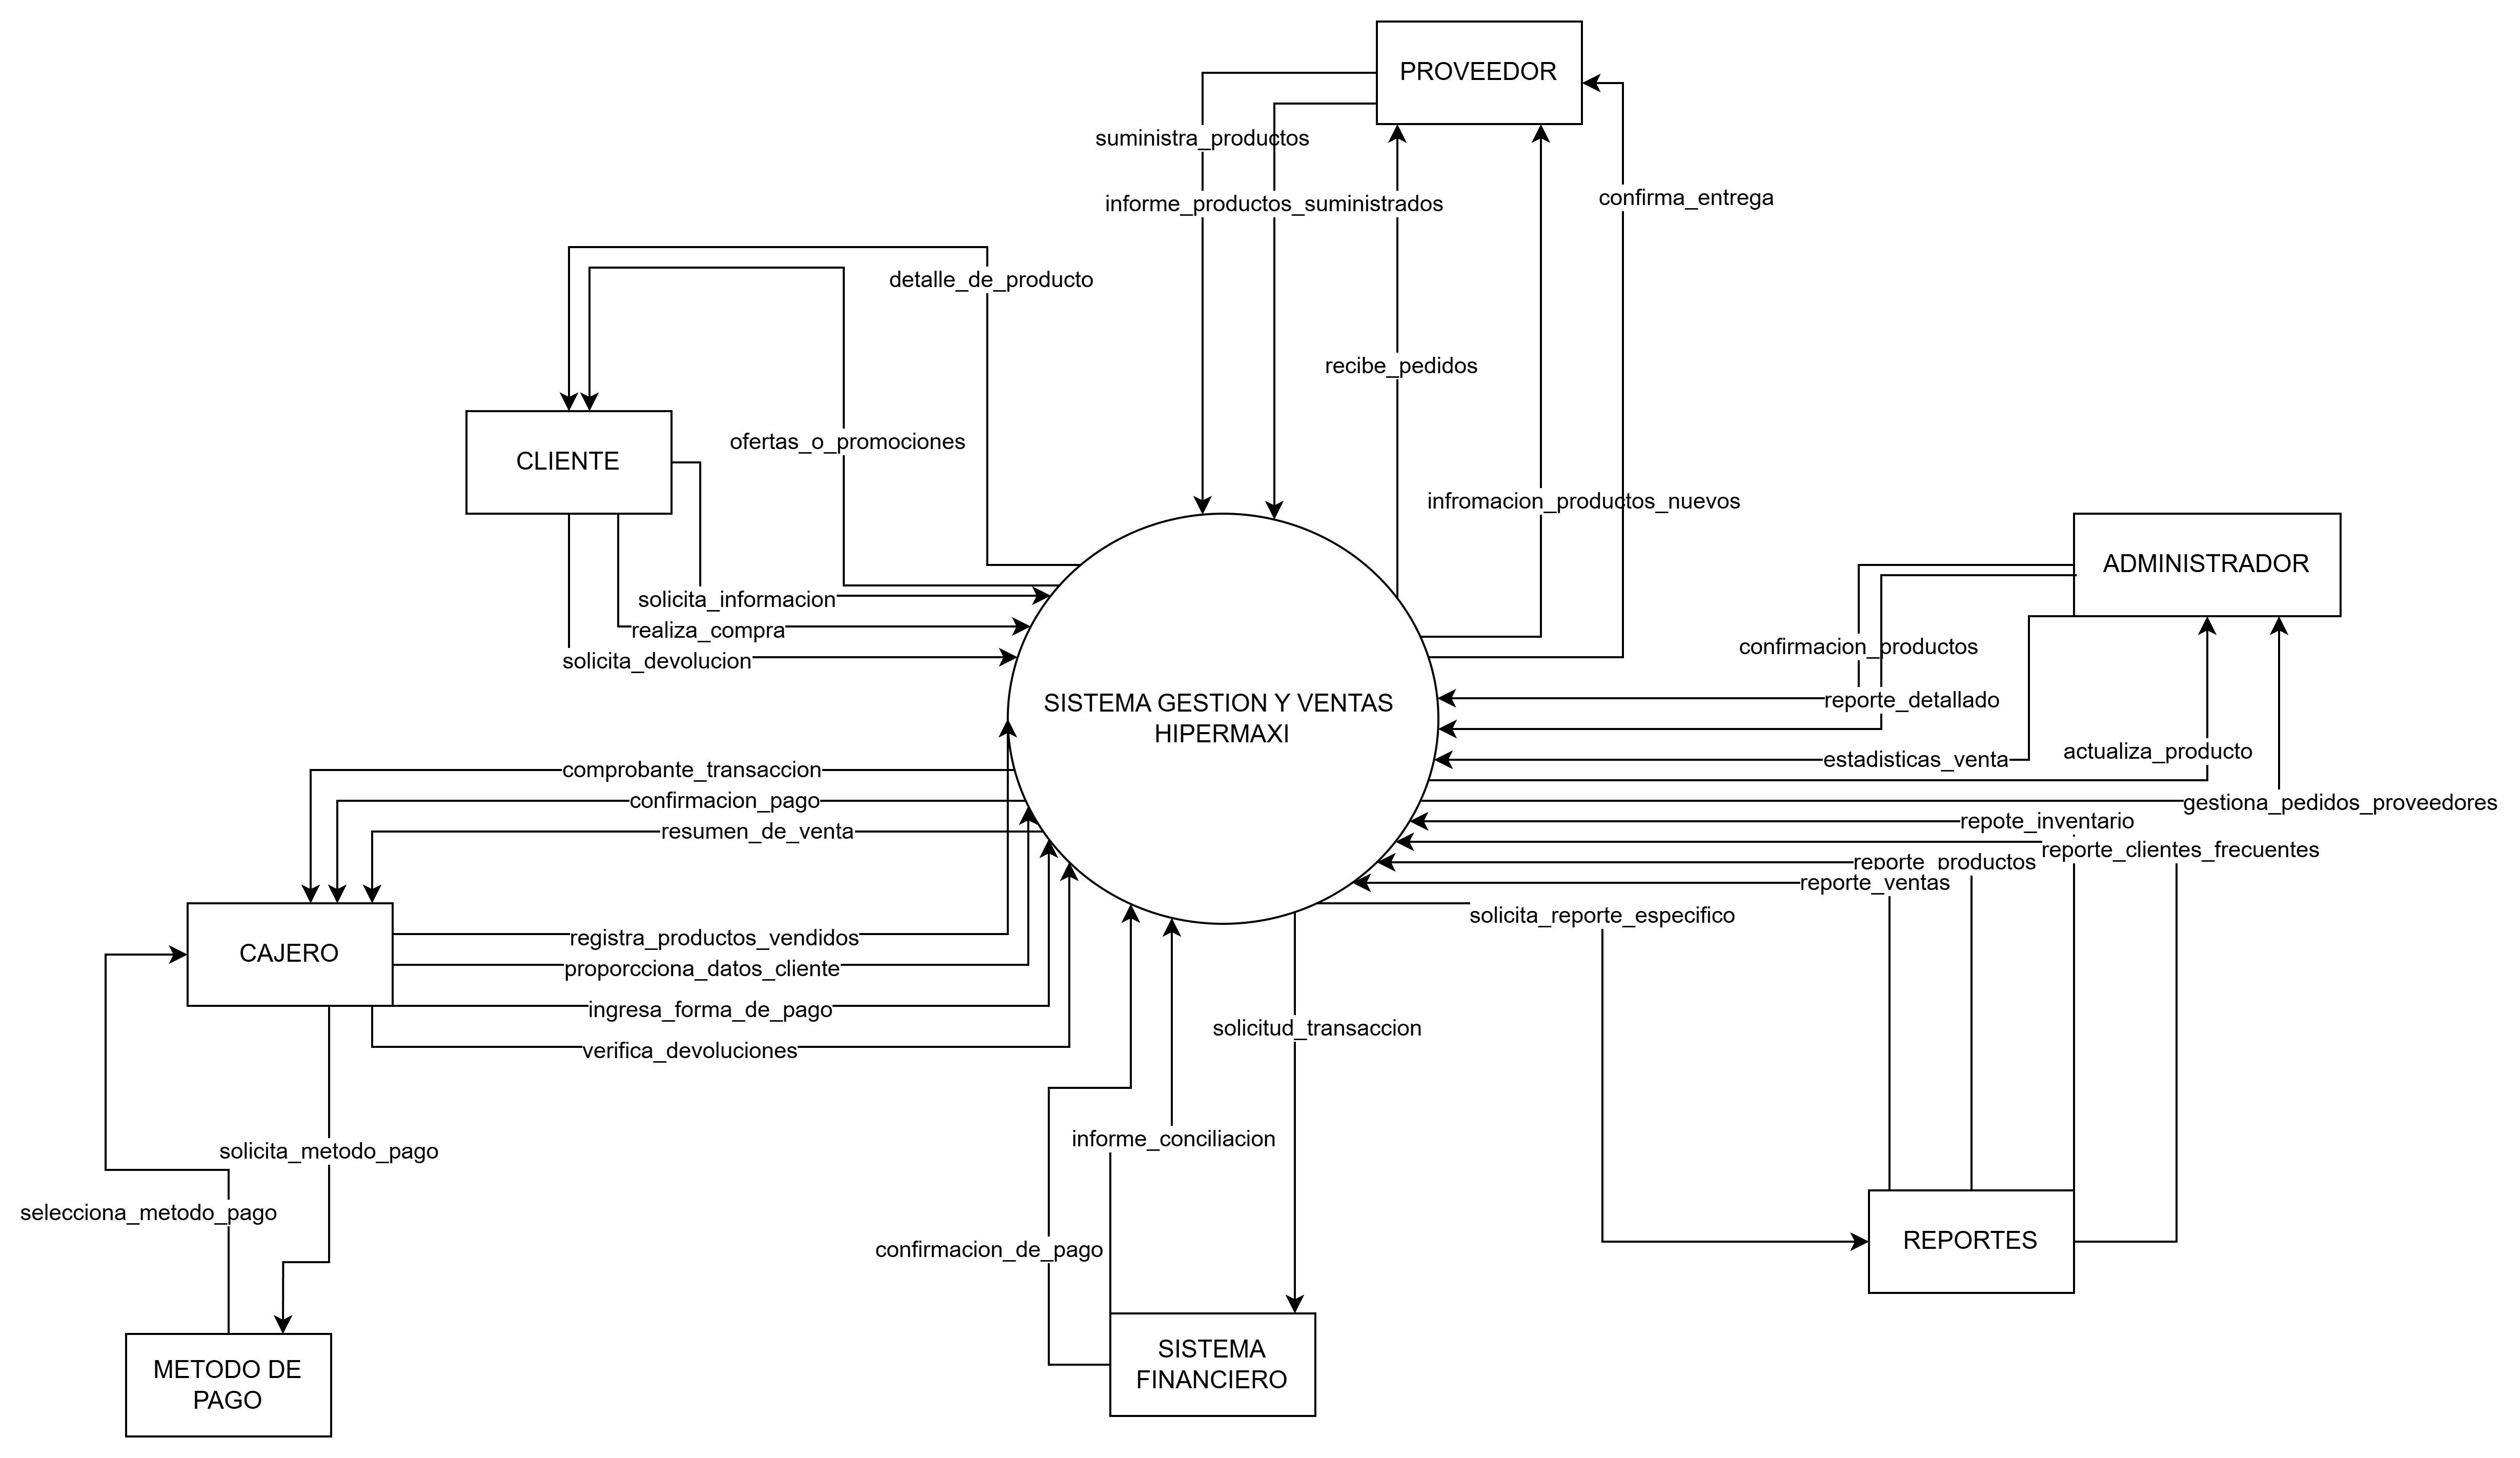 PROVEEDOR
suministra_productos
confirma_entrega
informe_productos_suministrados
detalle_de_producto
recibe_pedidos
ofertas_o_promociones
CLIENTE
infromacion_productos_nuevos
ADMINISTRADOR
solicita_informacion
realiza_compra
confirmacion_productos
solicita_devolucion
SISTEMA GESTION Y VENTAS
HIPERMAXI
reporte_detallado
actualiza_producto
estadisticas_venta
comprobante_transaccion
confirmacion_pago
gestiona_pedidos_proveedores
resumen_de_venta
repote_inventario
reporte_clientes_frecuentes
reporte_productos
reporte_ventas
solicita_reporte_especifico
registra_productos_vendidos
CAJERO
proporcciona_datos_cliente
ingresa_forma_de_pago
solicitud_transaccion
verifica_devoluciones
informe_conciliacion
solicita_metodo_pago
selecciona_metodo_pago
confirmacion_de_pago
REPORTES
SISTEMA
FINANCIERO
METODO DE
PAGO